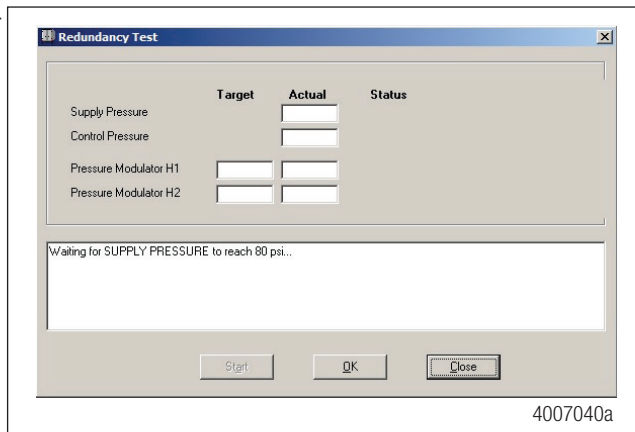 Redundancy Test
Target Actual Status
Supply Pressure
Control Pressure
Pressure Modulator H1
Pressure Modulator H2
Waiting for SUPPLY PRESSURE to reach 80 psi...
Start OK Close
4007040a